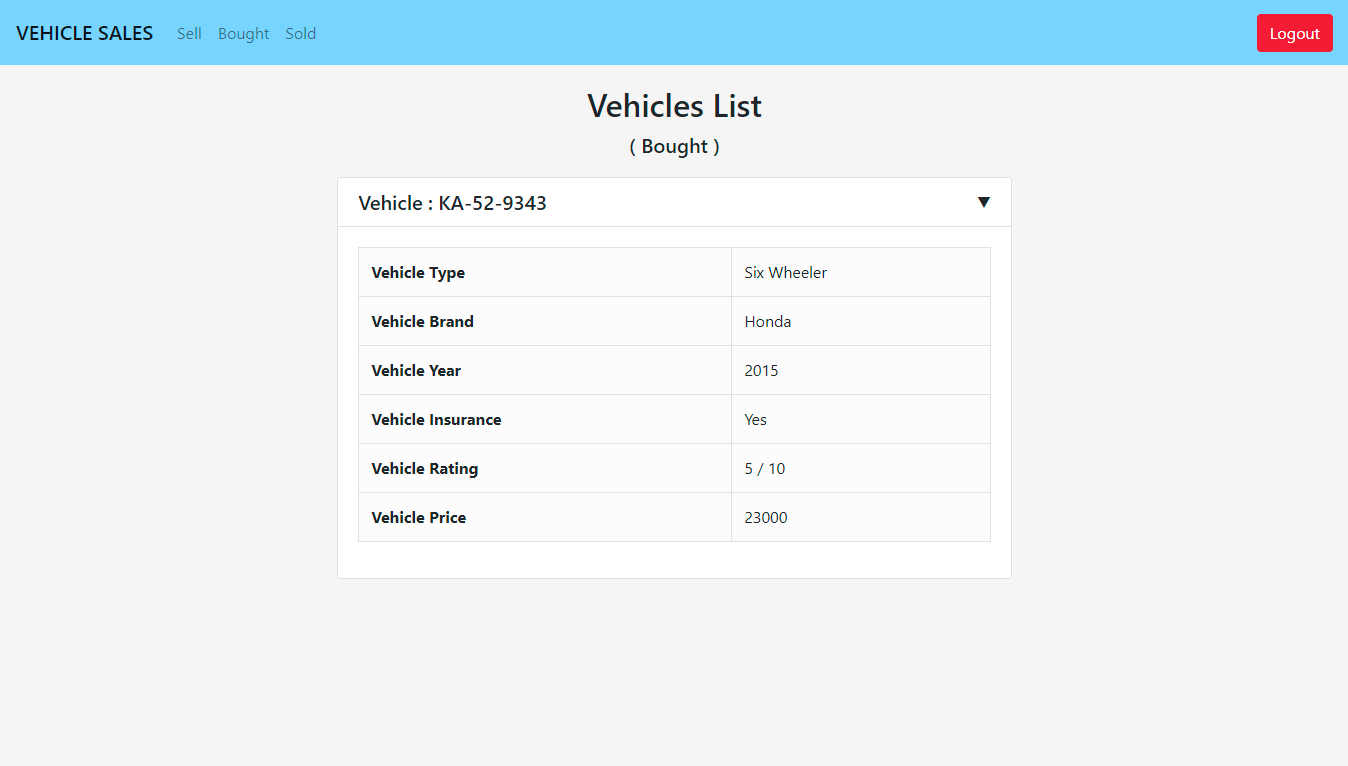 VEHICLE SALES Sell Bought Sold Logout
Vehicles List
( Bought )
Vehicle : KA-52-9343 ▼
Vehicle Type Six Wheeler
Vehicle Brand Honda
Vehicle Year 2015
Vehicle Insurance Yes
Vehicle Rating 5 / 10
Vehicle Price 23000